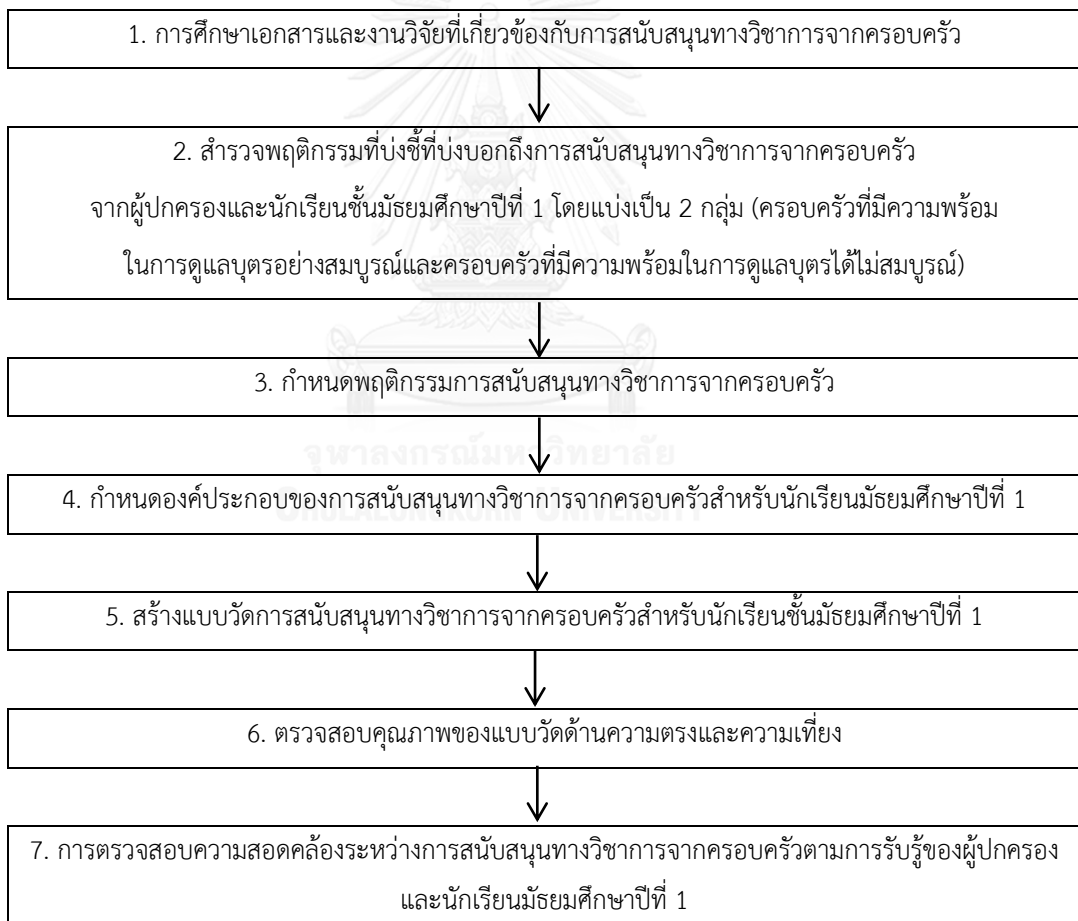 1. การศึกษาเอกสารและงานวิจัยที่เกี่ยวข้องกับการสนับสนุนทางวิชาการจากครอบครัว
2. สำรวจพฤติกรรมที่บ่งชี้ที่บ่งบอกถึงการสนับสนุนทางวิชาการจากครอบครัว
จากผู้ปกครองและนักเรียนชั้นมัธยมศึกษาปีที่ 1 โดยแบ่งเป็น 2 กลุ่ม (ครอบครัวที่มีความพร้อม
ในการดูแลบุตรอย่างสมบูรณ์และครอบครัวที่มีความพร้อมในการดูแลบุตรได้ไม่สมบูรณ์)
3. กำหนดพฤติกรรมการสนับสนุนทางวิชาการจากครอบครัว
จุฬาลงกรณ์มหาวิทยาลัย
4. กำหนดองค์ประกอบของการสนับสนุนทางวิชาการจากครอบครัวสำหรับนักเรียนมัธยมศึกษาปีที่ 1
CHULALONGKORN UNIVERSITY
5. สร้างแบบวัดการสนับสนุนทางวิชาการจากครอบครัวสำหรับนักเรียนชั้นมัธยมศึกษาปีที่ 1
6. ตรวจสอบคุณภาพของแบบวัดด้านความตรงและความเที่ยง
7. การตรวจสอบความสอดคล้องระหว่างการสนับสนุนทางวิชาการจากครอบครัวตามการรับรู้ของผู้ปกครอง
และนักเรียนมัธยมศึกษาปีที่ 1